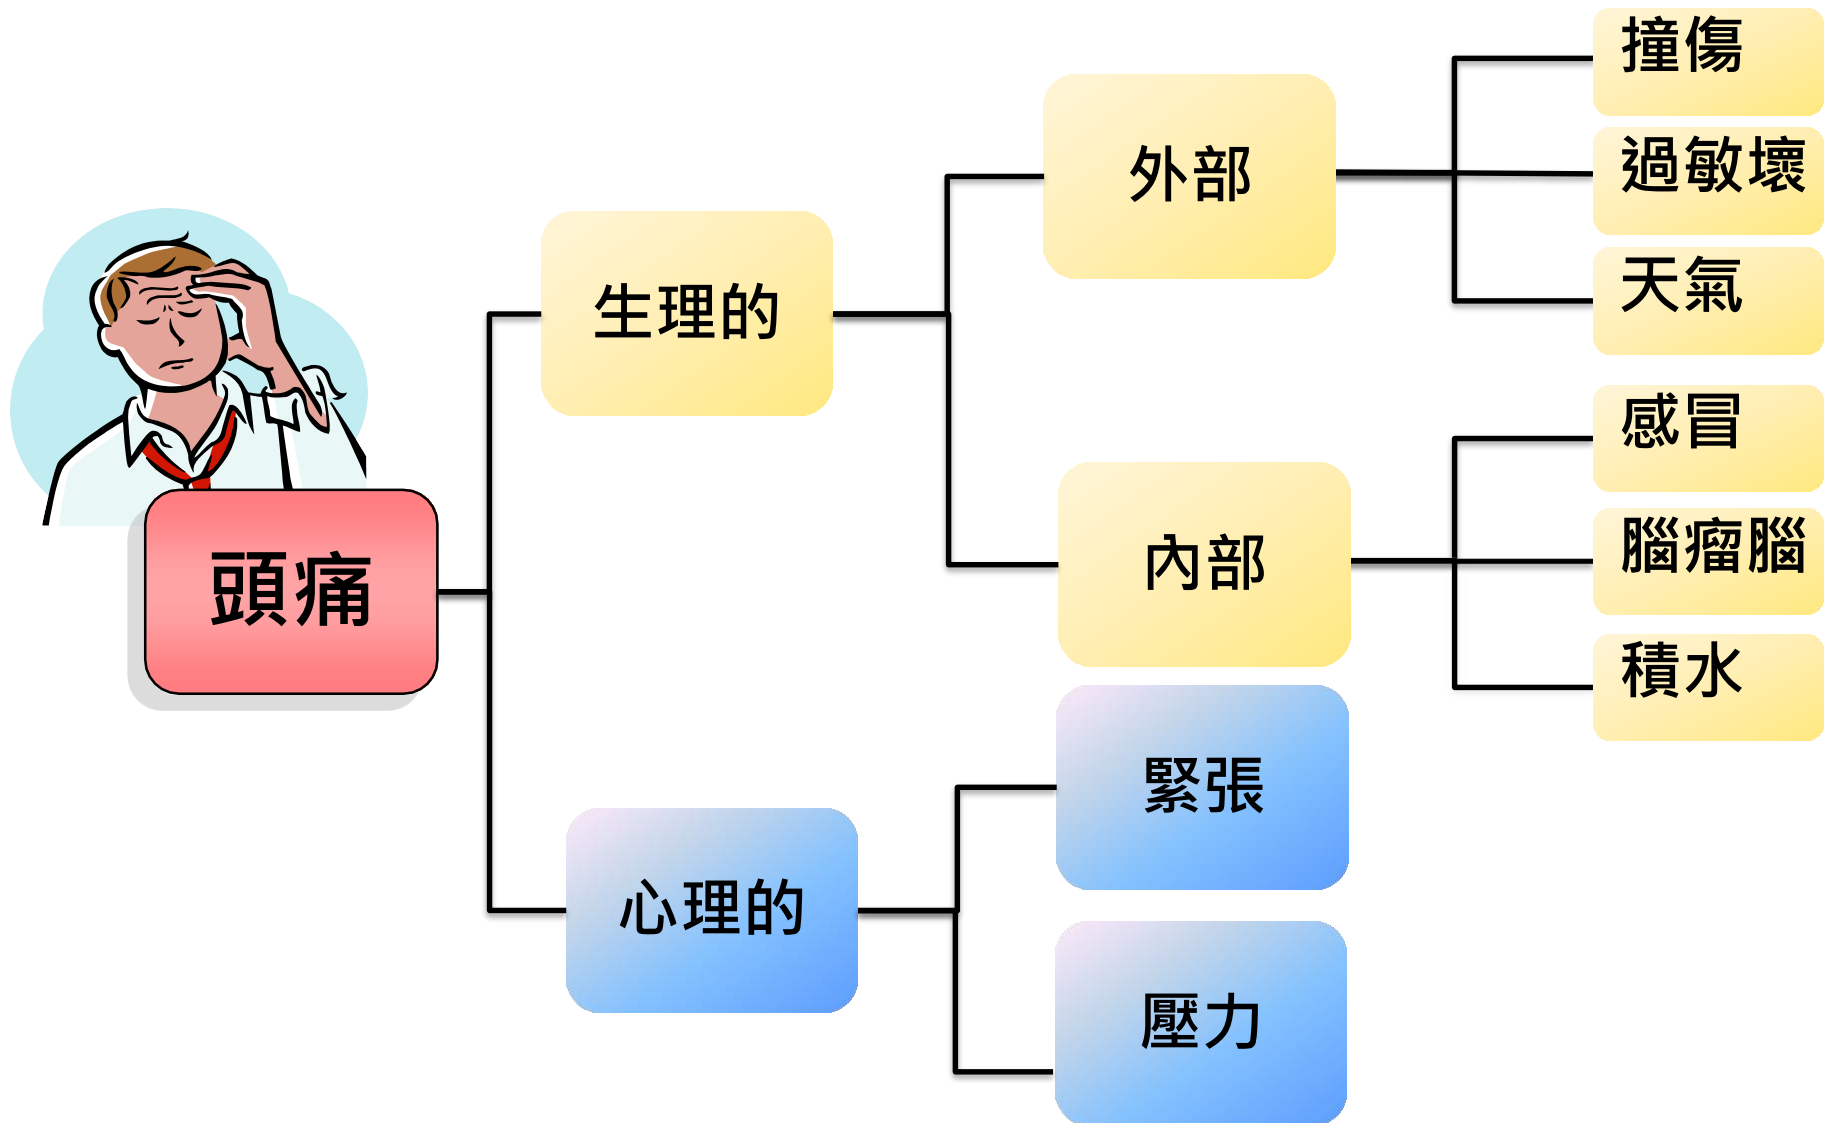 頭痛
生理的
外部
撞傷
過敏壞
天氣
內部
感冒
腦瘤腦
積水
心理的
緊張
壓力